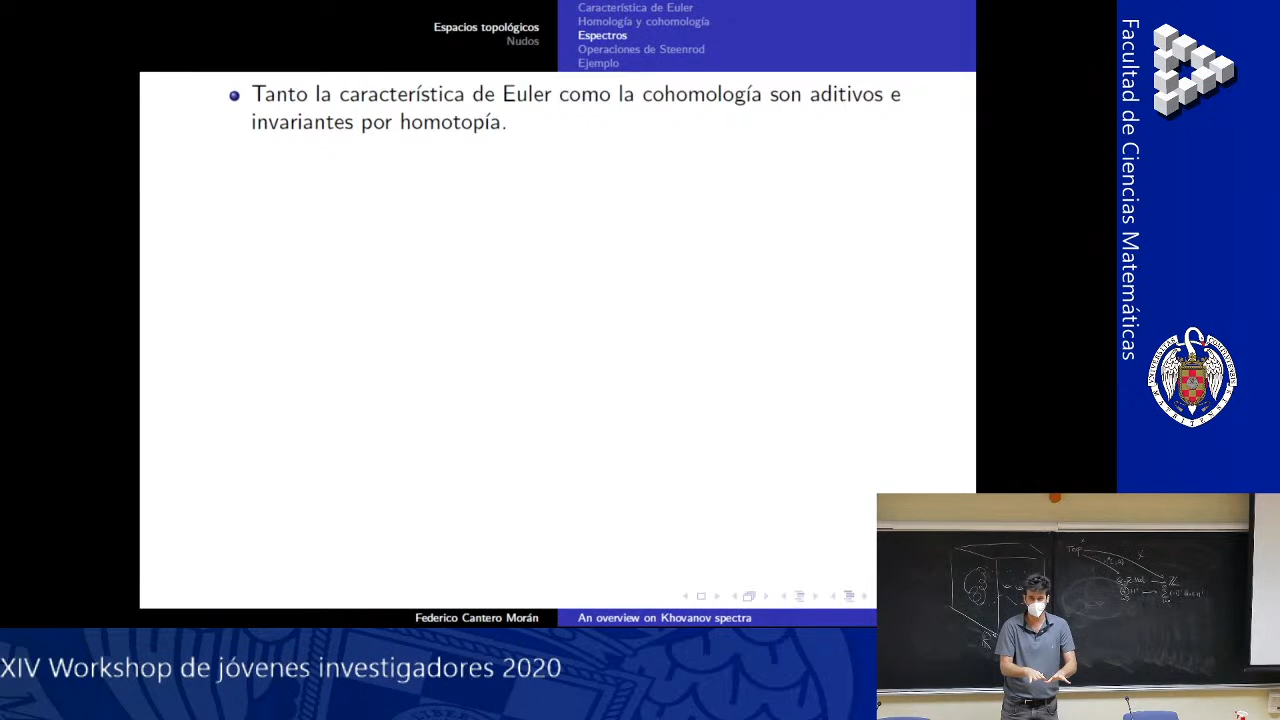 Espacios topológicos
Nudos
Característica de Euler
Homología y cohomología
Espectros
Operaciones de Steenrod
Ejemplo
Tanto la característica de Euler como la cohomología son aditivos e
invariantes por homotopía.
Federico Cantero Morán
An overview on Khovanov spectra
XIV Workshop de jóvenes investigadores 2020
Facultad de Ciencias Matemáticas
Top